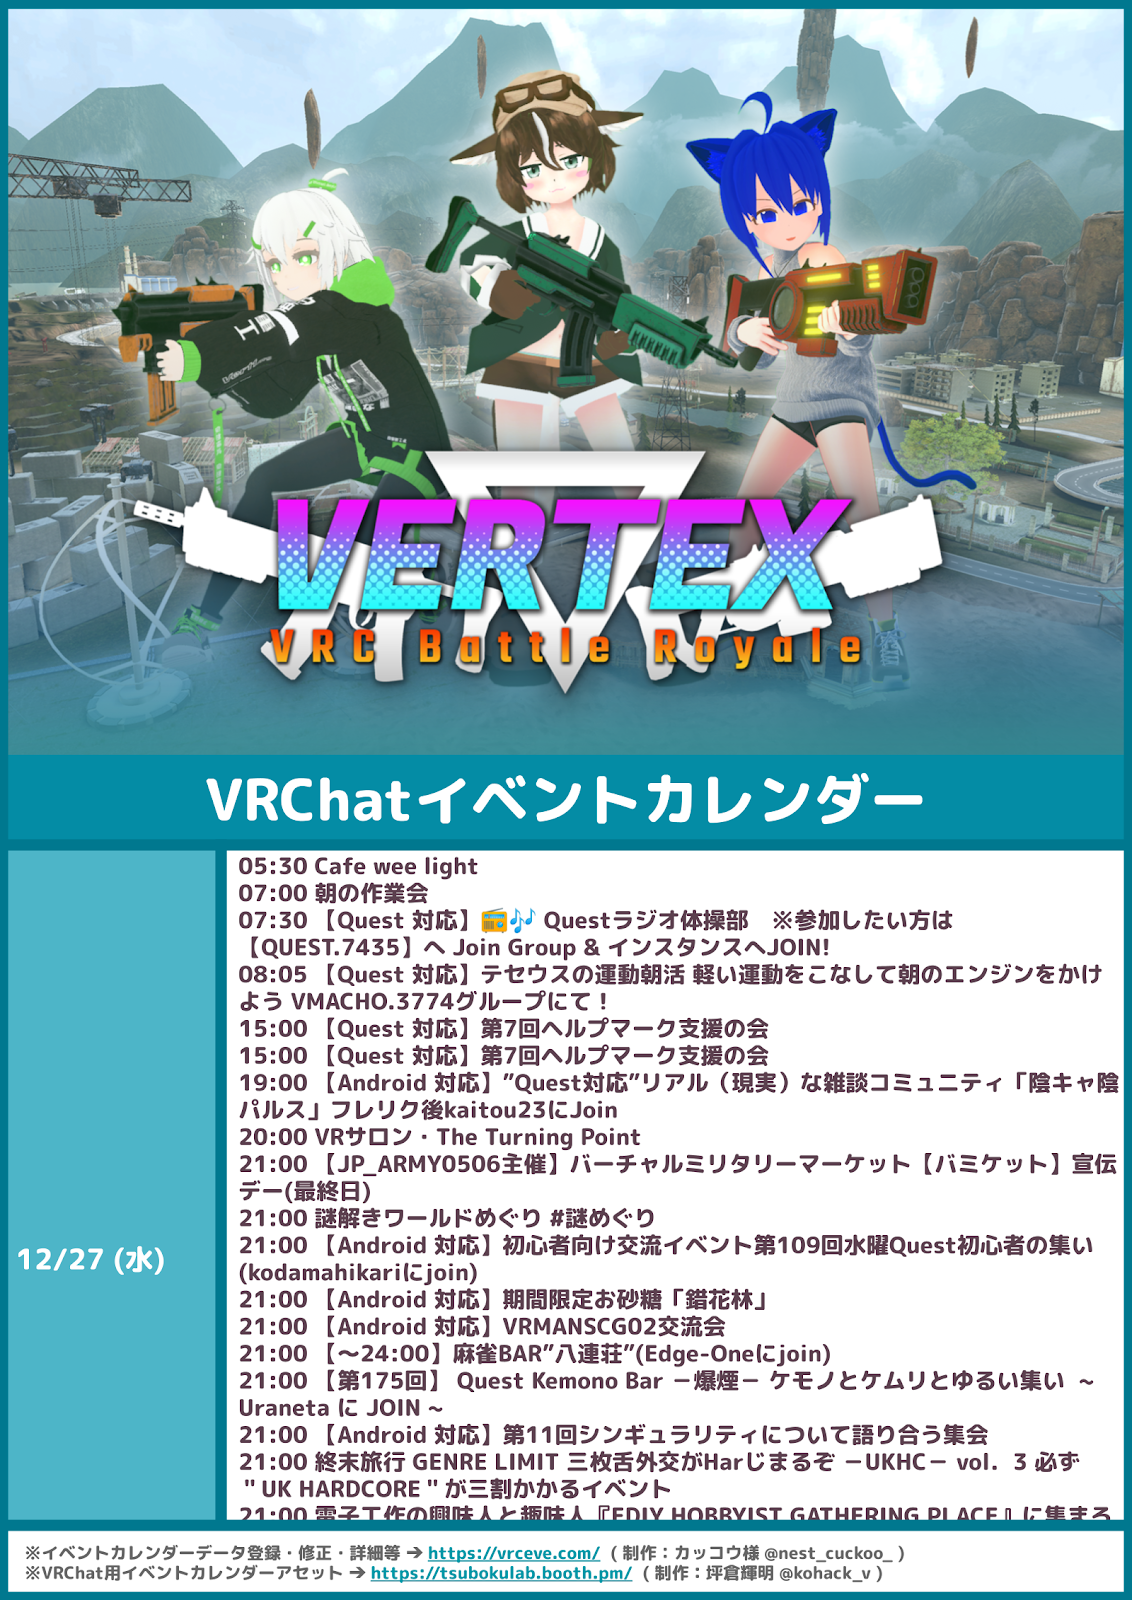 VERTEX
VRC Battle Royale
VRChatイベントカレンダー
12/27 (水)
05:30 Cafe wee light
07:00 朝の作業会
07:30 【Quest 対応】📻🎶 Questラジオ体操部　※参加したい方は
【QUEST.7435】へ Join Group & インスタンスへJOIN!
08:05 【Quest 対応】テセウスの運動朝活 軽い運動をこなして朝のエンジンをかけ
よう VMACHO.3774グループにて！
15:00 【Quest 対応】第7回ヘルプマーク支援の会
15:00 【Quest 対応】第7回ヘルプマーク支援の会
19:00 【Android 対応】”Quest対応”リアル（現実）な雑談コミュニティ「陰キャ陰
パルス」フレリク後kaitou23にJoin
20:00 VRサロン・The Turning Point
21:00 【JP_ARMY0506主催】バーチャルミリタリーマーケット【バミケット】宣伝
デー(最終日)
21:00 謎解きワールドめぐり #謎めぐり
21:00 【Android 対応】初心者向け交流イベント第109回水曜Quest初心者の集い
(kodamahikariにjoin)
21:00 【Android 対応】期間限定お砂糖「錯花林」
21:00 【Android 対応】VRMANSCG02交流会
21:00 【～24:00】麻雀BAR”八連荘”(Edge-Oneにjoin)
21:00 【第175回】 Quest Kemono Bar －爆煙－ ケモノとケムリとゆるい集い ～
Uraneta に JOIN ～
21:00 【Android 対応】第11回シンギュラリティについて語り合う集会
21:00 終末旅行 GENRE LIMIT 三枚舌外交がHarじまるぞ －UKHC－ vol. 3 必ず
＂UK HARDCORE＂が三割かかるイベント
21:00 電子工作の興味人と趣味人『EDIY HOBBYIST GATHERING PLACE』に集まる
※イベントカレンダーデータ登録・修正・詳細等 ➔ https://vrceve.com/ ( 制作：カッコウ様 @nest_cuckoo_ )
※VRChat用イベントカレンダーアセット ➔ https://tsubokulab.booth.pm/ ( 制作：坪倉輝明 @kohack_v )